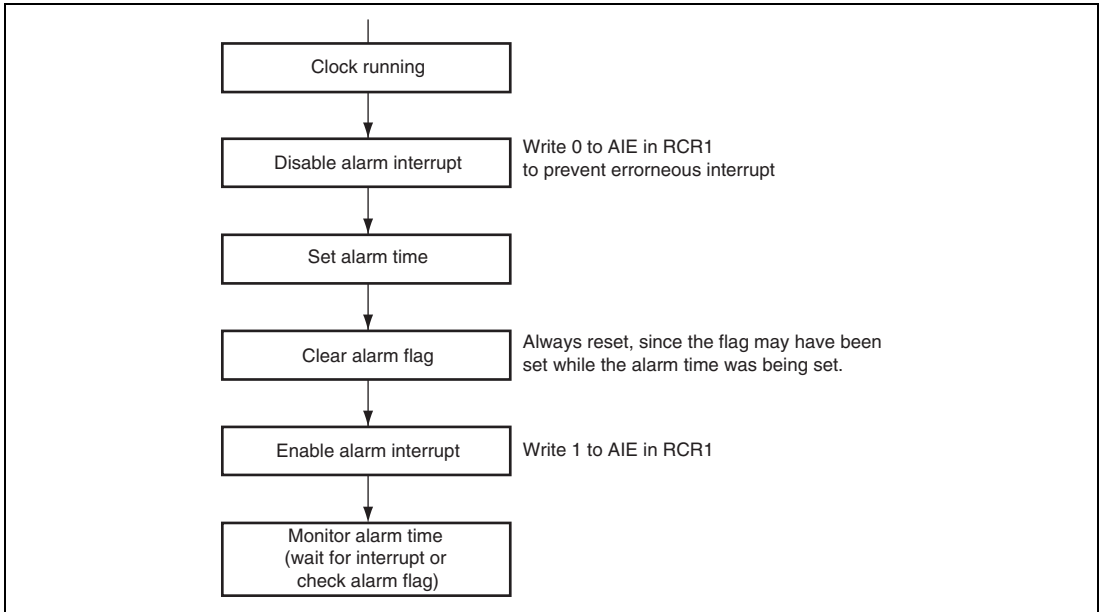 Clock running
Disable alarm interrupt
Write 0 to AIE in RCR1
to prevent errorneous interrupt
Set alarm time
Clear alarm flag
Always reset, since the flag may have been
set while the alarm time was being set.
Enable alarm interrupt
Write 1 to AIE in RCR1
Monitor alarm time
(wait for interrupt or
check alarm flag)